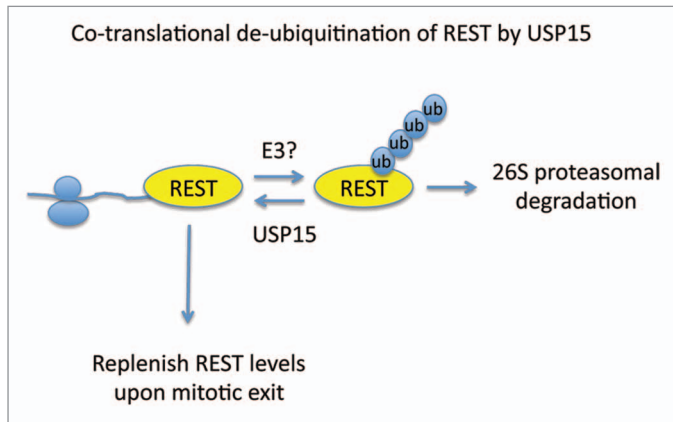 Co-translational de-ubiquitination of REST by USP15
ub
ub
ub
ub
E3?
REST
REST
26S proteasomal
degradation
USP15
Replenish REST levels
upon mitotic exit